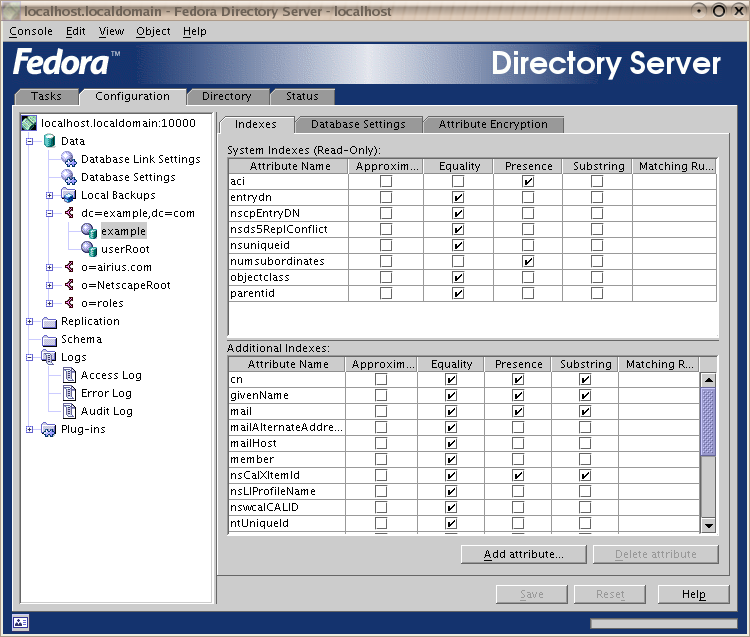 localhost.localdomain - Fedora Directory Server - localhost
Console Edit View Object Help
Fedora™ Directory Server
Tasks Configuration Directory Status
localhost.localdomain:10000
Data
Database Link Settings
Database Settings
Local Backups
dc=example,dc=com
example
userRoot
o=airius.com
o=NetscapeRoot
o=roles
Replication
Schema
Logs
Access Log
Error Log
Audit Log
Plug-ins
Indexes Database Settings Attribute Encryption
System Indexes (Read-Only):
Attribute Name Approxim... Equality Presence Substring Matching Ru...
aci
entrydn
nscpEntryDN
nsds5ReplConflict
nsuniqueid
numsubordinates
objectclass
parentid
Additional Indexes:
Attribute Name Approxim... Equality Presence Substring Matching R...
cn
givenName
mail
mailAlternateAddre...
mailHost
member
nsCalXItemId
nsLIProfileName
nswcalCALID
ntUniqueId
Add attribute... Delete attribute
Save Reset Help